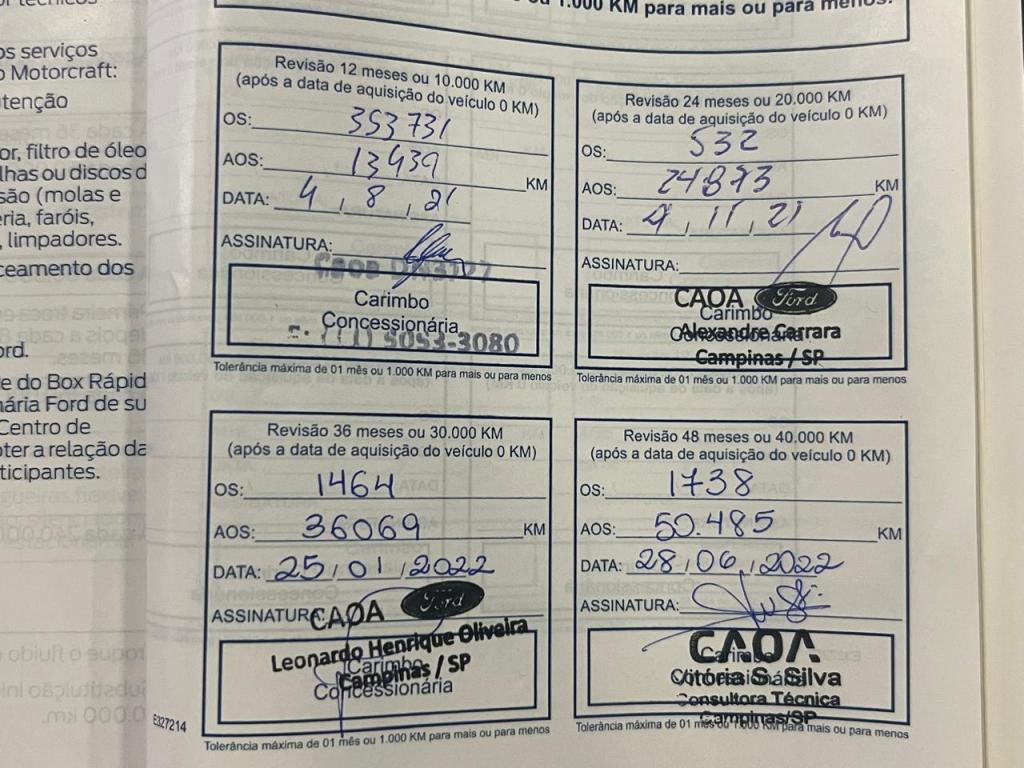 1.000 KM para mais ou para menos.
os serviços
o Motorcraft:
utenção
or, filtro de óleo
lhas ou discos d
são (molas e
eria, faróis,
, limpadores.
ceamento dos
ord.
e do Box Rápid
nária Ford de su
Centro de
bter a relação da
ticipantes.
Revisão 12 meses ou 10.000 KM
(após a data de aquisição do veículo 0 KM)
OS: 353731
AOS: 13439 KM
DATA: 4, 8, 21
ASSINATURA:
Caoa
Carimbo
Concessionária
(11) 5053-3080
Tolerância máxima de 01 mês ou 1.000 KM para mais ou para menos
Revisão 24 meses ou 20.000 KM
(após a data de aquisição do veículo 0 KM)
OS: 532
AOS: 24873 KM
DATA: 4, 11, 21
ASSINATURA:
CAOA Ford
Carimbo
Concessionária
Alexandre Carrara
Campinas / SP
Tolerância máxima de 01 mês ou 1.000 KM para mais ou para menos
Revisão 36 meses ou 30.000 KM
(após a data de aquisição do veículo 0 KM)
OS: 1464
AOS: 36069 KM
DATA: 25, 01, 2022
ASSINATURA:
CAOA Ford
Leonardo Henrique Oliveira
Campinas / SP
Carimbo
Concessionária
Tolerância máxima de 01 mês ou 1.000 KM para mais ou para menos
Revisão 48 meses ou 40.000 KM
(após a data de aquisição do veículo 0 KM)
OS: 1738
AOS: 50.485 KM
DATA: 28, 06, 2022
ASSINATURA:
CAOA
Carimbo
Vitória S. Silva
Consultora Técnica
Campinas/SP
Tolerância máxima de 01 mês ou 1.000 KM para mais ou para menos
E327214